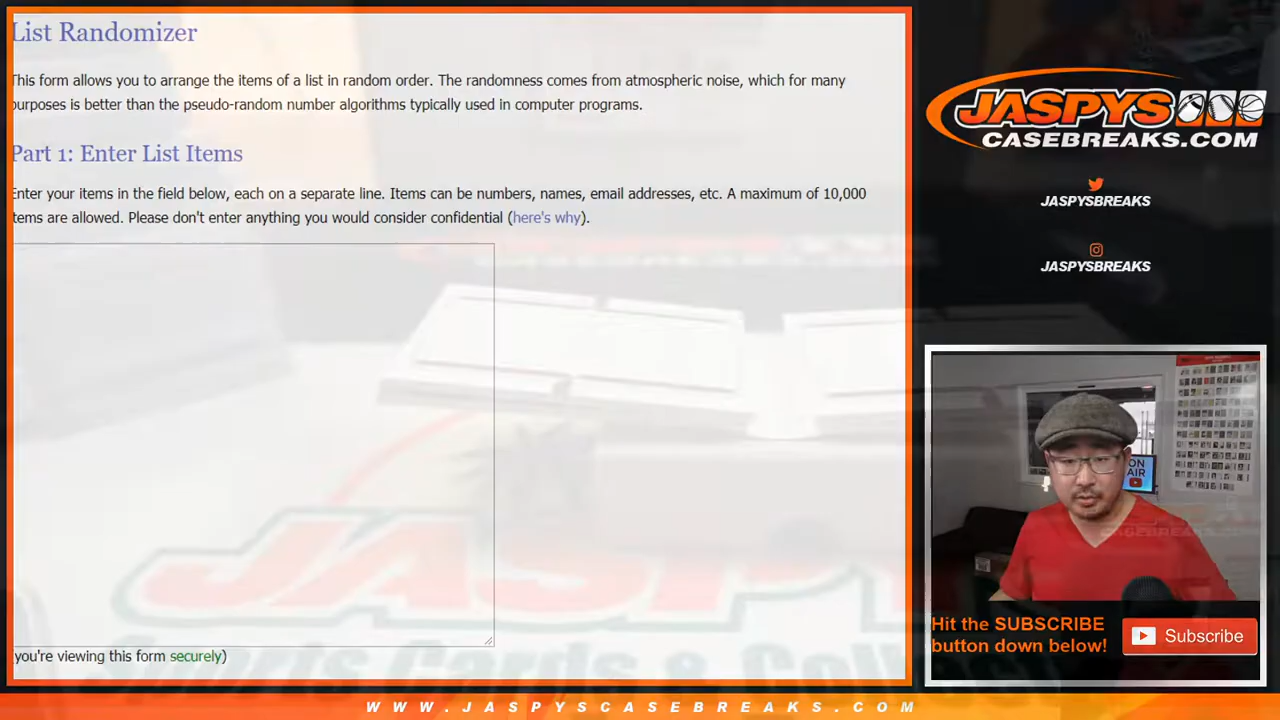 List Randomizer
This form allows you to arrange the items of a list in random order. The randomness comes from atmospheric noise, which for many
purposes is better than the pseudo-random number algorithms typically used in computer programs.
Part 1: Enter List Items
Enter your items in the field below, each on a separate line. Items can be numbers, names, email addresses, etc. A maximum of 10,000
items are allowed. Please don't enter anything you would consider confidential (here's why).
(you're viewing this form securely)
JASPYS
CASEBREAKS.COM
JASPYSBREAKS
JASPYSBREAKS
ON
AIR
Hit the SUBSCRIBE
button down below!
Subscribe
WWW.JASPYSCASEBREAKS.COM